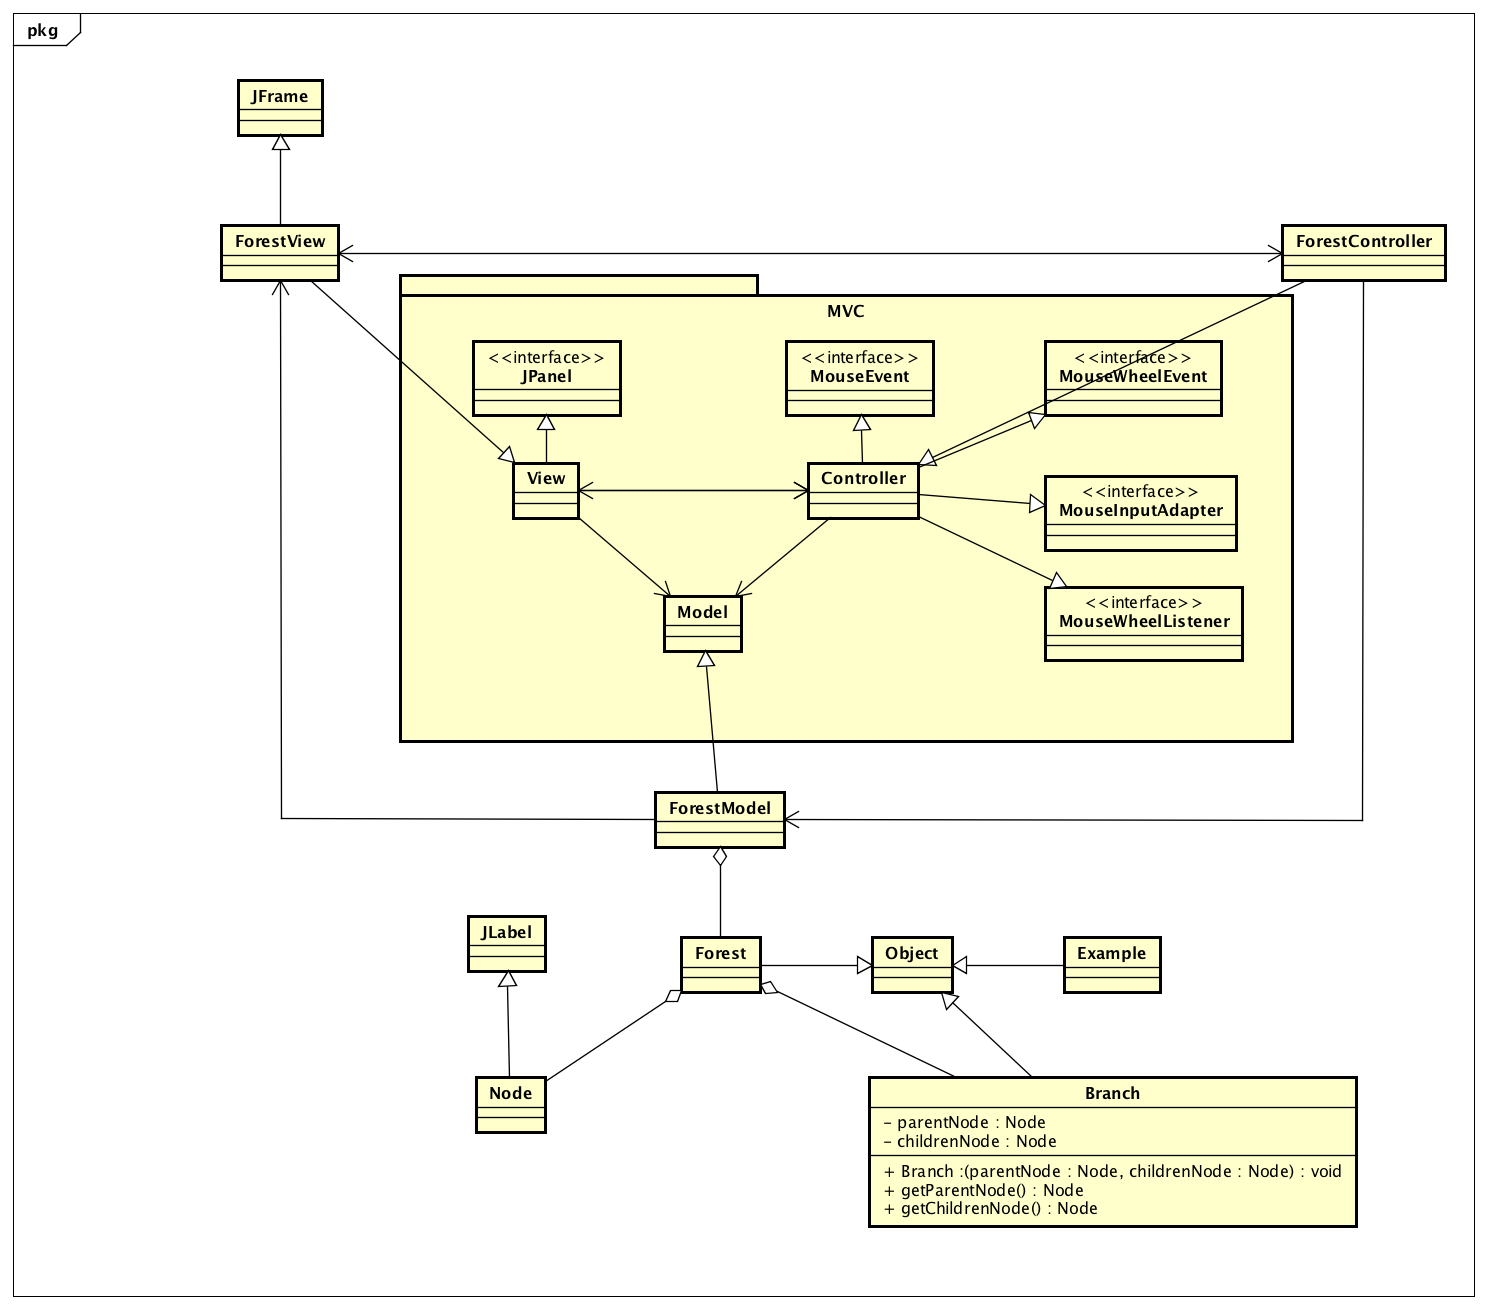 pkg
JFrame
ForestView
ForestController
MVC
<<interface>>
JPanel
<<interface>>
MouseEvent
<<interface>>
MouseWheelEvent
View
Controller
<<interface>>
MouseInputAdapter
<<interface>>
MouseWheelListener
Model
ForestModel
JLabel
Forest
Object
Example
Node
Branch
- parentNode : Node
- childrenNode : Node
+ Branch :(parentNode : Node, childrenNode : Node) : void
+ getParentNode() : Node
+ getChildrenNode() : Node